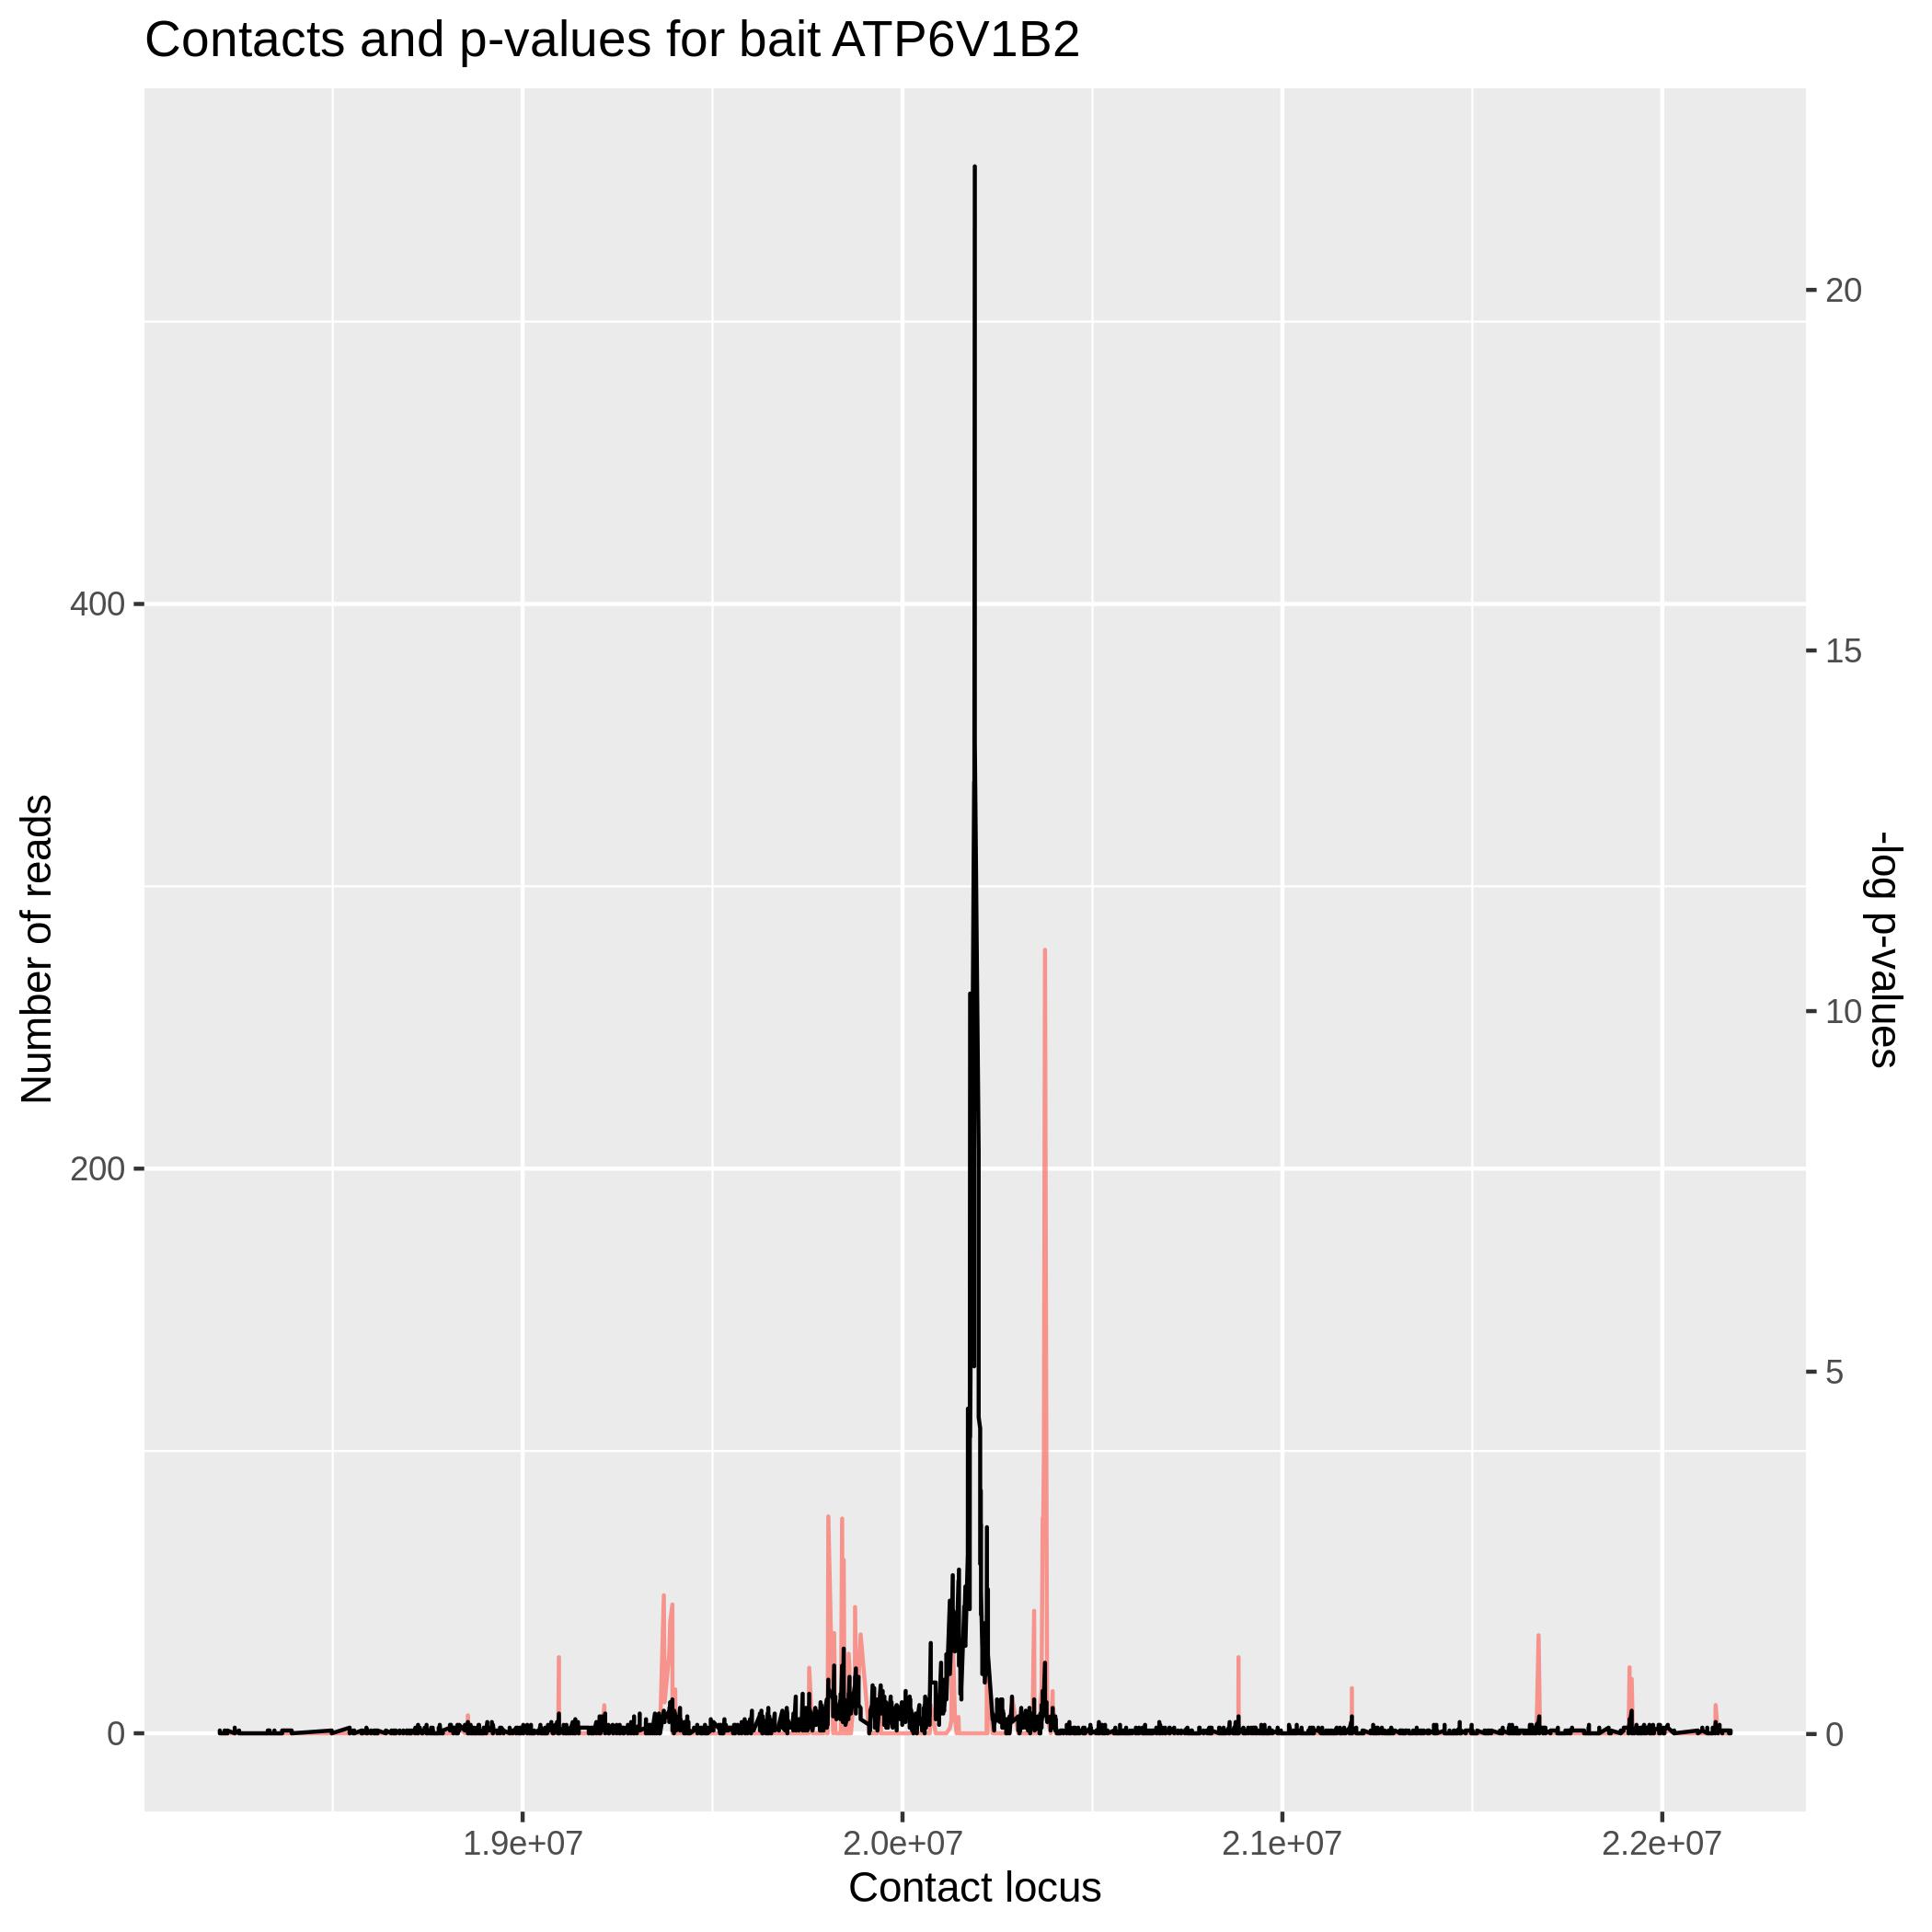 Contacts and p-values for bait ATP6V1B2
Number of reads
400
200
0
20
15
10
5
0
-log p-values
1.9e+07
2.0e+07
2.1e+07
2.2e+07
Contact locus